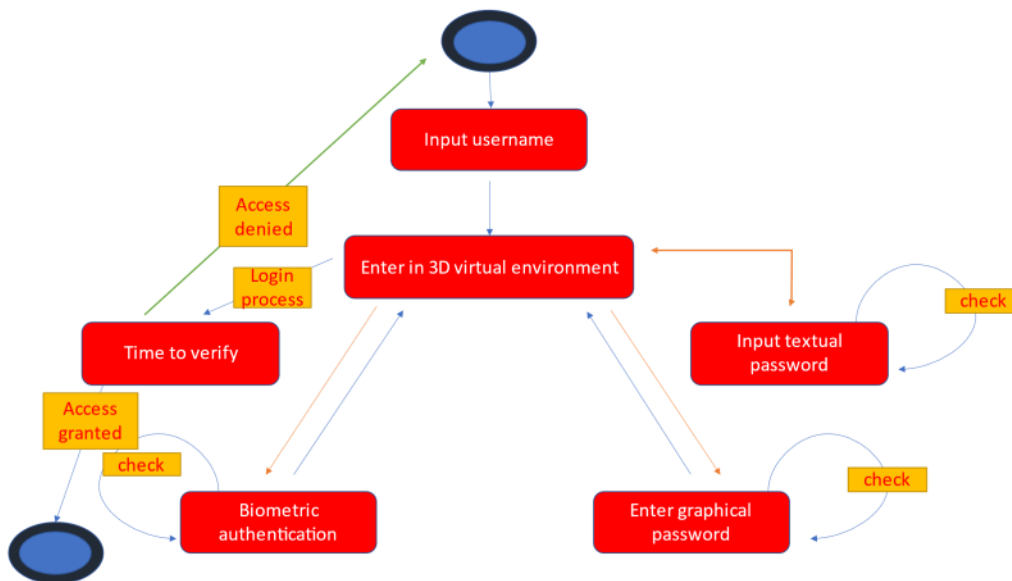 Input username
Access
denied
Enter in 3D virtual environment
Login
process
check
Time to verify
Input textual
password
Access
granted
check
check
Biometric
authentication
Enter graphical
password